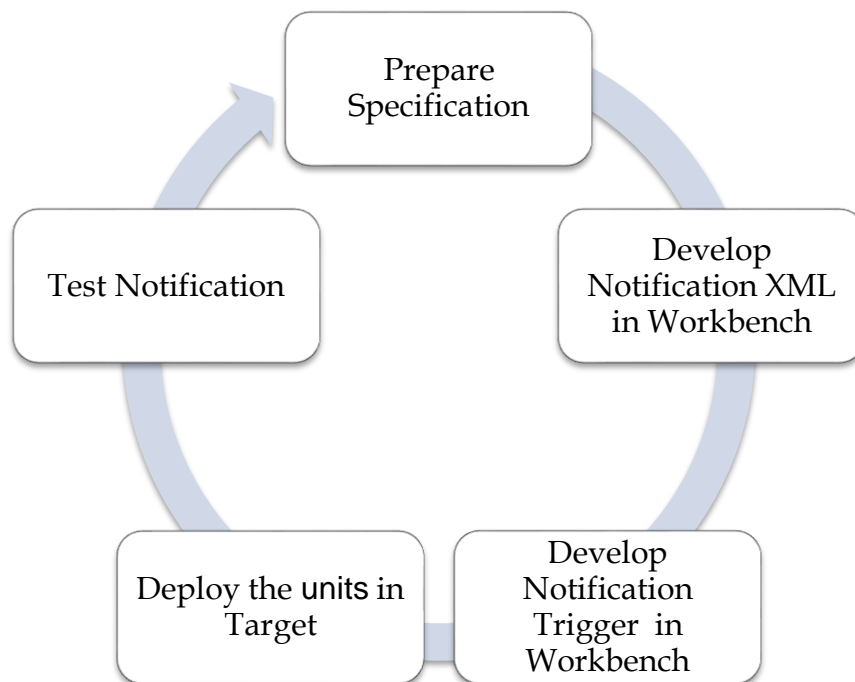 Prepare
Specification
Develop
Notification XML
in Workbench
Develop
Notification
Trigger in
Workbench
Deploy the units in
Target
Test Notification